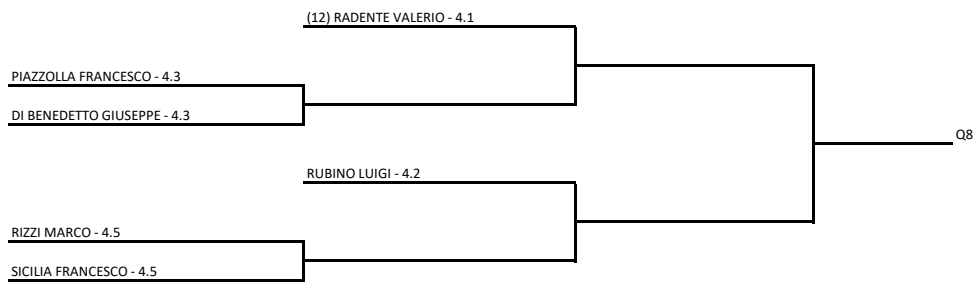 (12) RADENTE VALERIO - 4.1
PIAZZOLLA FRANCESCO - 4.3
DI BENEDETTO GIUSEPPE - 4.3
Q8
RUBINO LUIGI - 4.2
RIZZI MARCO - 4.5
SICILIA FRANCESCO - 4.5